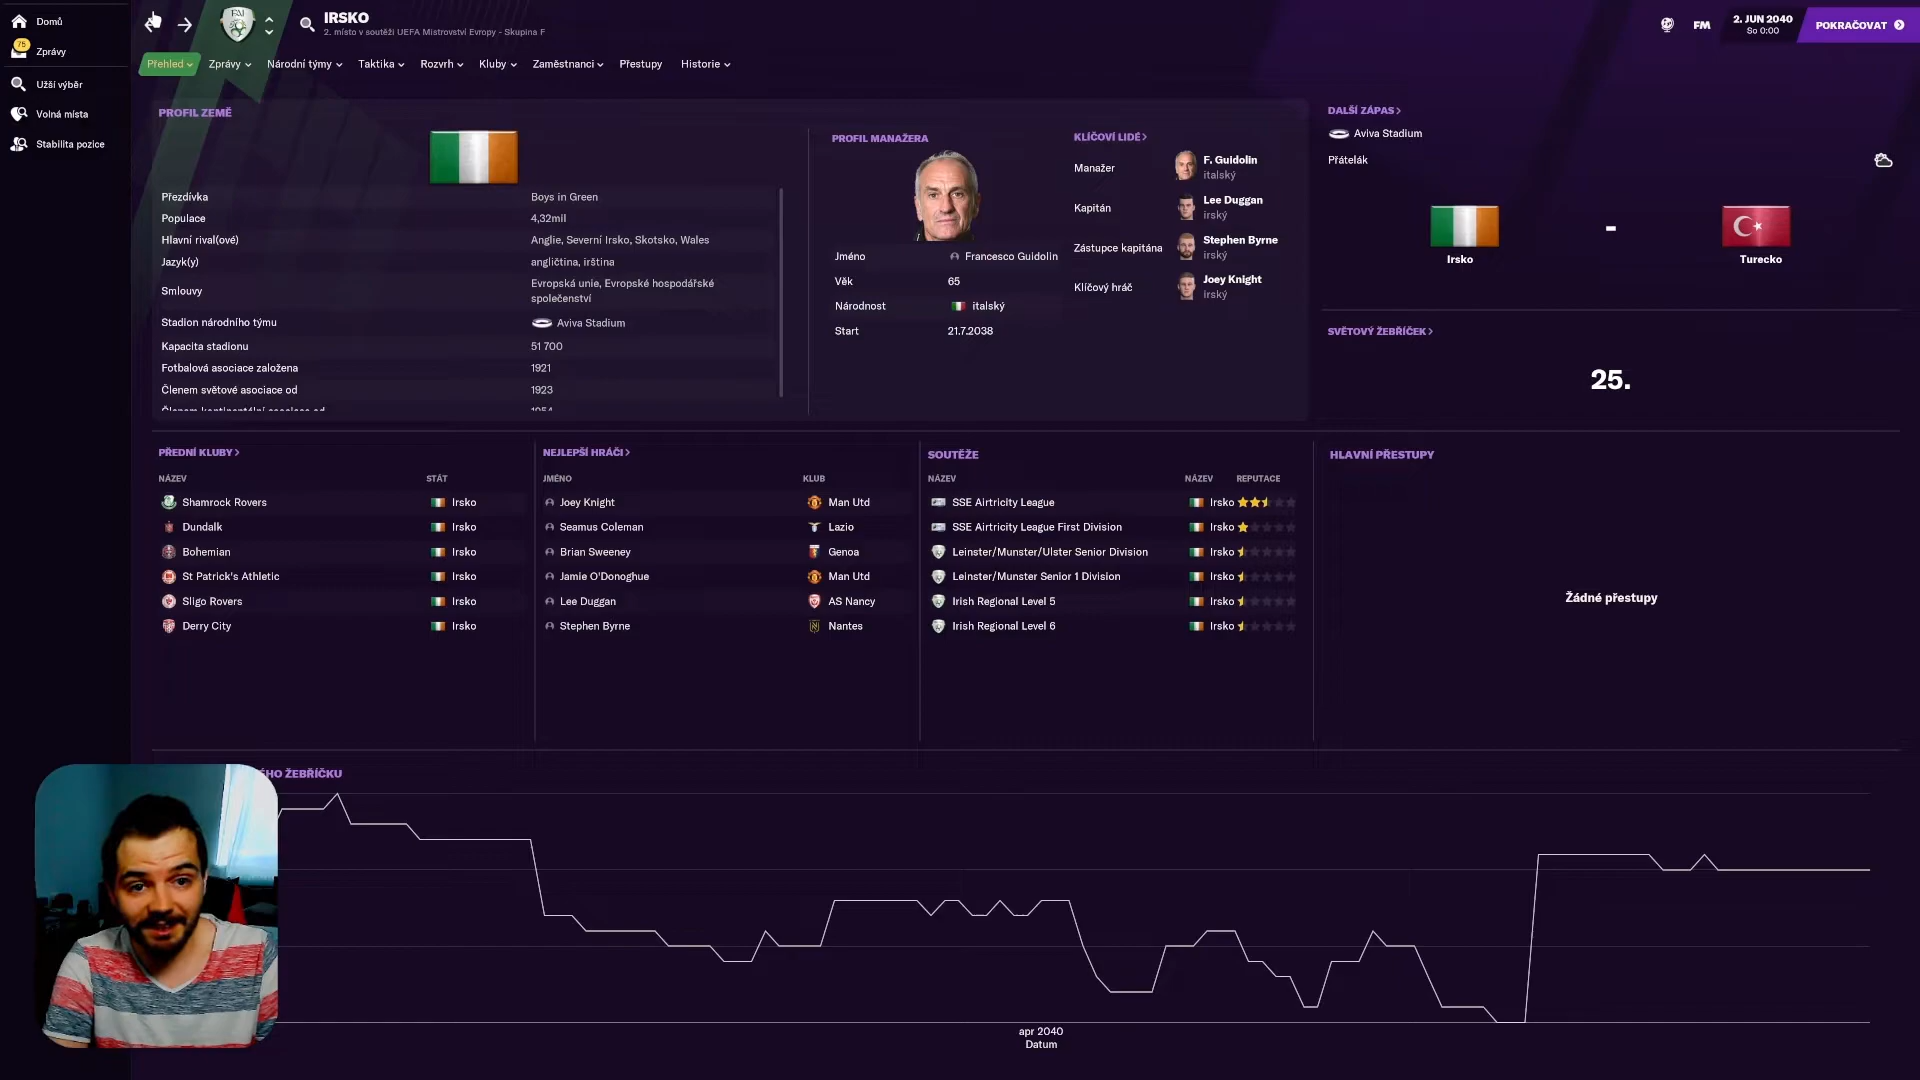 Domů
75
Zprávy
Užší výběr
Volná místa
Stabilita pozice
IRSKO
2. místo v soutěži UEFA Mistrovství Evropy - Skupina F
FM
2. JUN 2040
So 0:00
POKRAČOVAT
Přehled
Zprávy
Národní týmy
Taktika
Rozvrh
Kluby
Zaměstnanci
Přestupy
Historie
PROFIL ZEMĚ
Přezdívka Boys in Green
Populace 4,32mil
Hlavní rival(ové) Anglie, Severní Irsko, Skotsko, Wales
Jazyk(y) angličtina, irština
Smlouvy Evropská unie, Evropské hospodářské
společenství
Stadion národního týmu Aviva Stadium
Kapacita stadionu 51 700
Fotbalová asociace založena 1921
Členem světové asociace od 1923
Členem kontinentální asociace od 1954
PROFIL MANAŽERA
Jméno Francesco Guidolin
Věk 65
Národnost italský
Start 21.7.2038
KLÍČOVÍ LIDÉ
Manažer F. Guidolin
italský
Kapitán Lee Duggan
irský
Zástupce kapitána Stephen Byrne
irský
Klíčový hráč Joey Knight
irský
DALŠÍ ZÁPAS
Aviva Stadium
Přátelák
-
Irsko Turecko
SVĚTOVÝ ŽEBŘÍČEK
25.
PŘEDNÍ KLUBY
NÁZEV STÁT
Shamrock Rovers Irsko
Dundalk Irsko
Bohemian Irsko
St Patrick's Athletic Irsko
Sligo Rovers Irsko
Derry City Irsko
NEJLEPŠÍ HRÁČI
JMÉNO KLUB
Joey Knight Man Utd
Seamus Coleman Lazio
Brian Sweeney Genoa
Jamie O'Donoghue Man Utd
Lee Duggan AS Nancy
Stephen Byrne Nantes
SOUTĚŽE
NÁZEV NÁZEV REPUTACE
SSE Airtricity League Irsko
SSE Airtricity League First Division Irsko
Leinster/Munster/Ulster Senior Division Irsko
Leinster/Munster Senior 1 Division Irsko
Irish Regional Level 5 Irsko
Irish Regional Level 6 Irsko
HLAVNÍ PŘESTUPY
Žádné přestupy
HO ŽEBŘÍČKU
apr 2040
Datum